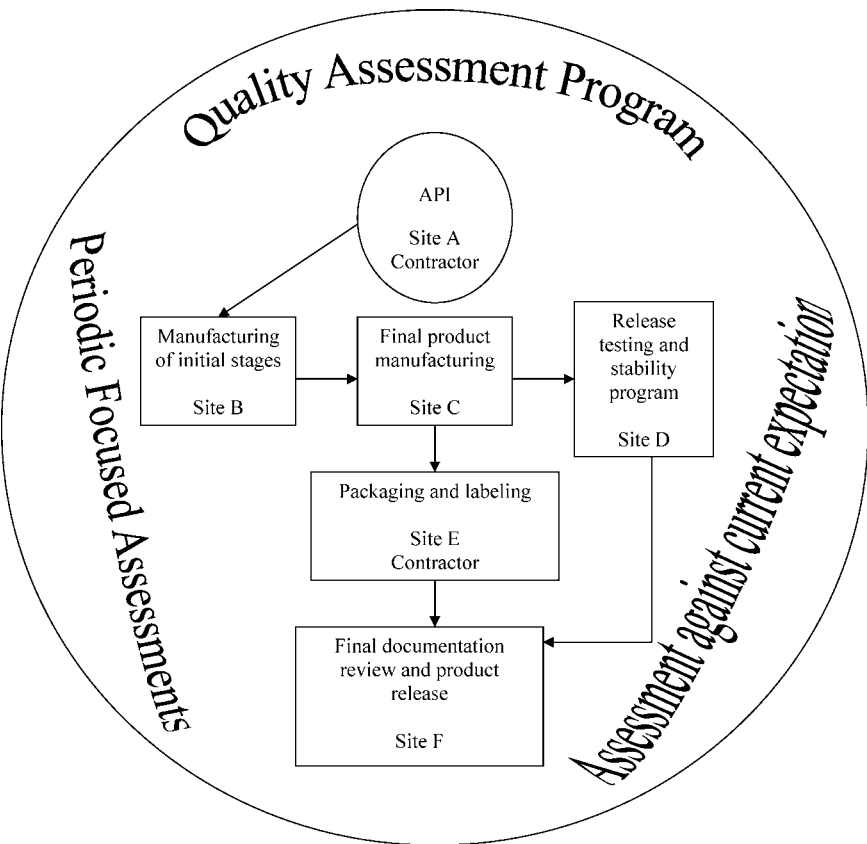 Quality Assessment Program
API
Site A
Contractor
Periodic Focused Assessments
Manufacturing
of initial stages
Site B
Final product
manufacturing
Site C
Release
testing and
stability
program
Site D
Assessment against current expectation
Packaging and labeling
Site E
Contractor
Final documentation
review and product
release
Site F